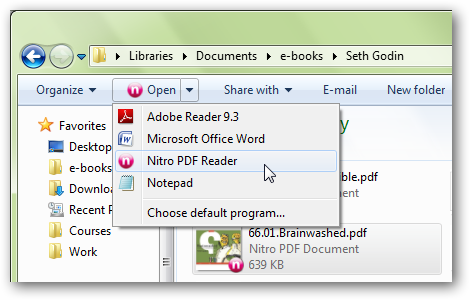 Libraries Documents e-books Seth Godin
Organize Open Share with E-mail New folder
Adobe Reader 9.3
Microsoft Office Word
Nitro PDF Reader
Notepad
Choose default program...
Favorites
Desktop
e-books
Downlo
Recent P
Courses
Work
y
ble.pdf
Document
66.01.Brainwashed.pdf
Nitro PDF Document
639 KB